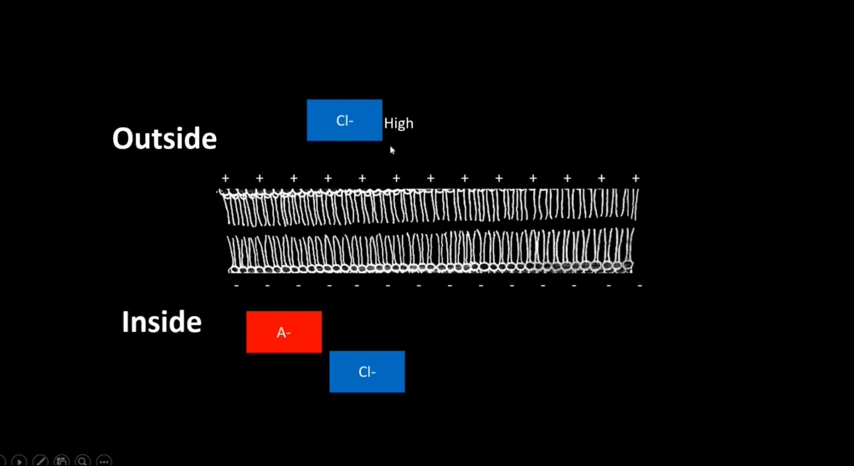 Cl-
High
Outside
+ + + + + + + + + + + + +
- - - - - - - - - - - - - -
Inside
A-
Cl-